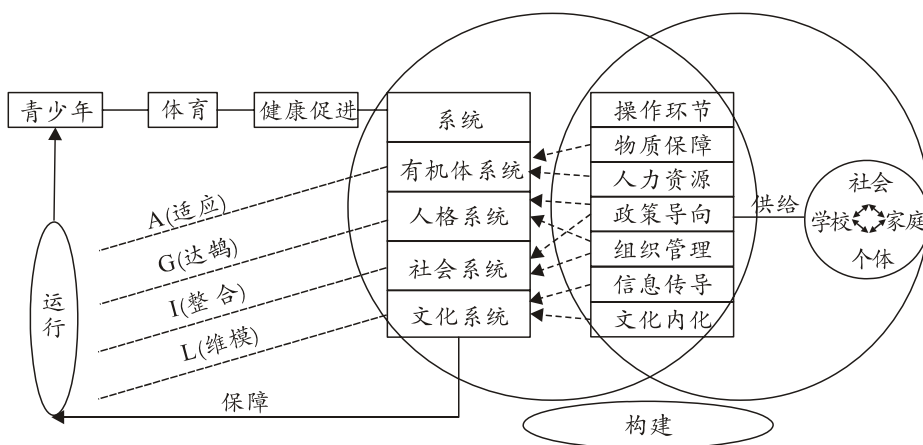 青少年
体育
健康促进
系统
有机体系统
人格系统
社会系统
文化系统
操作环节
物质保障
人力资源
政策导向
组织管理
信息传导
文化内化
供给
社会
学校 家庭
个体
A(适应)
G(达鹄)
I(整合)
L(维模)
运行
保障
构建